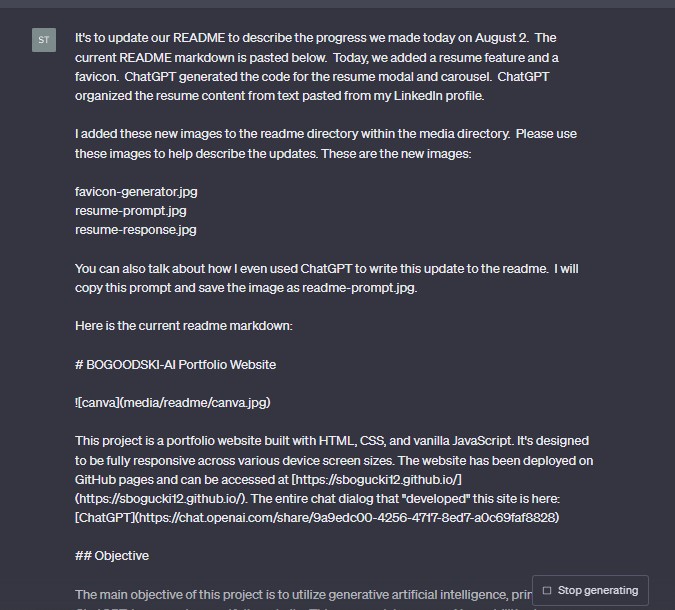 ST
It's to update our README to describe the progress we made today on August 2. The
current README markdown is pasted below. Today, we added a resume feature and a
favicon. ChatGPT generated the code for the resume modal and carousel. ChatGPT
organized the resume content from text pasted from my LinkedIn profile.
I added these new images to the readme directory within the media directory. Please use
these images to help describe the updates. These are the new images:
favicon-generator.jpg
resume-prompt.jpg
resume-response.jpg
You can also talk about how I even used ChatGPT to write this update to the readme. I will
copy this prompt and save the image as readme-prompt.jpg.
Here is the current readme markdown:
# BOGOODSKI-AI Portfolio Website
![canva](media/readme/canva.jpg)
This project is a portfolio website built with HTML, CSS, and vanilla JavaScript. It's designed
to be fully responsive across various device screen sizes. The website has been deployed on
GitHub pages and can be accessed at [https://sbogucki12.github.io/]
(https://sbogucki12.github.io/). The entire chat dialog that "developed" this site is here:
[ChatGPT](https://chat.openai.com/share/9a9edc00-4256-4717-8ed7-a0c69faf8828)
## Objective
The main objective of this project is to utilize generative artificial intelligence, prin
Stop generating